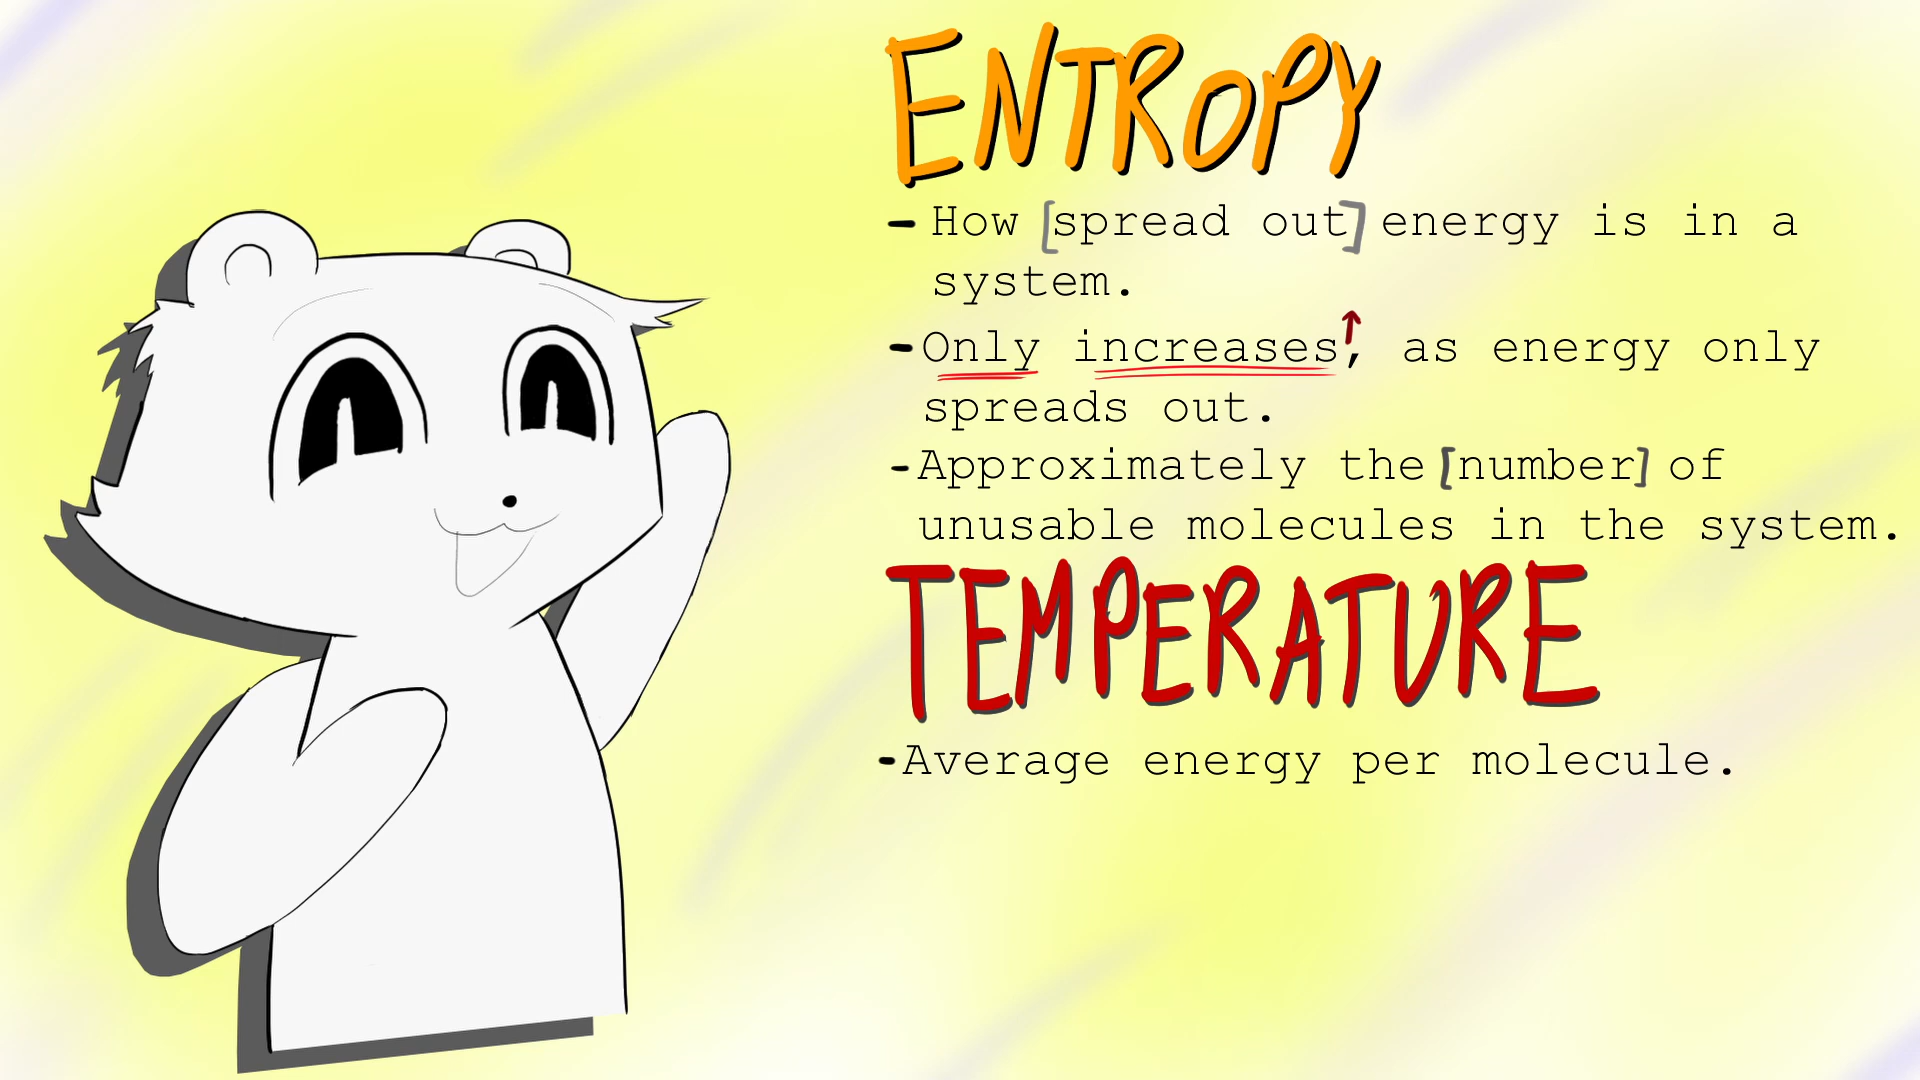 ENTROPY
- How [spread out] energy is in a
system.
-Only increases,↑ as energy only
spreads out.
-Approximately the [number] of
unusable molecules in the system.
TEMPERATURE
-Average energy per molecule.